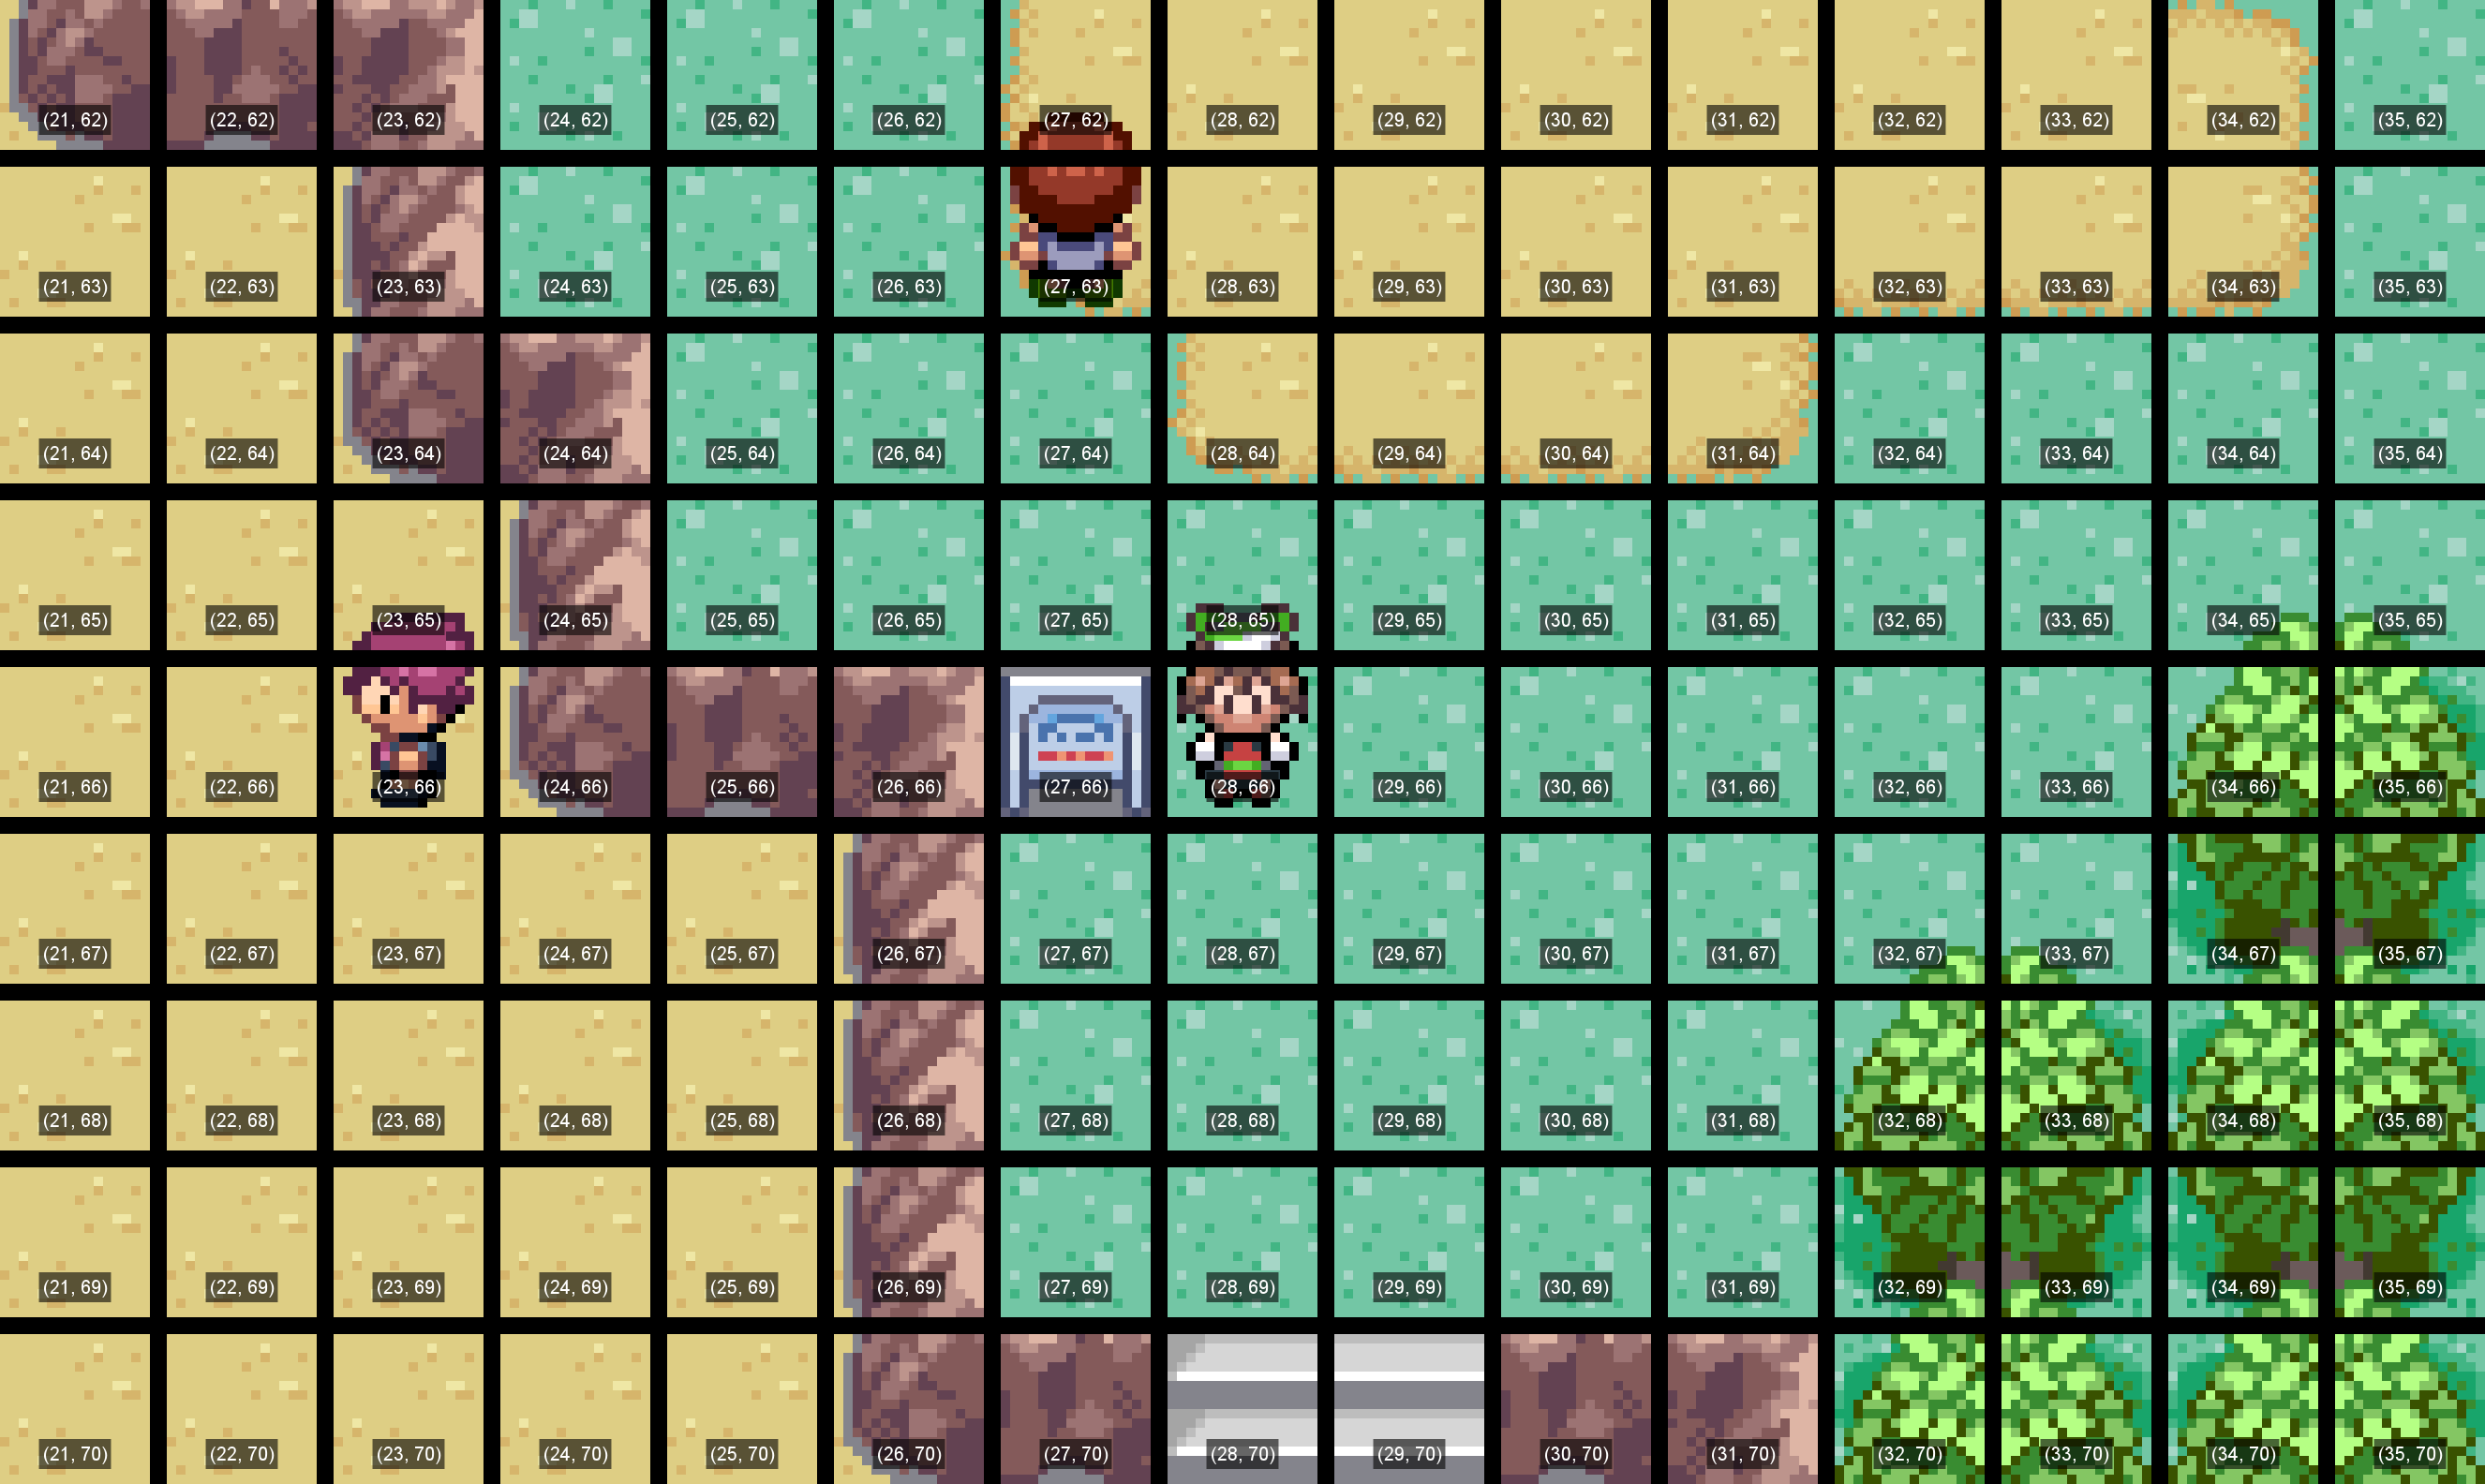 (21, 62) (22, 62) (23, 62) (24, 62) (25, 62) (26, 62) (27, 62) (28, 62) (29, 62) (30, 62) (31, 62) (32, 62) (33, 62) (34, 62) (35, 62)
(21, 63) (22, 63) (23, 63) (24, 63) (25, 63) (26, 63) (27, 63) (28, 63) (29, 63) (30, 63) (31, 63) (32, 63) (33, 63) (34, 63) (35, 63)
(21, 64) (22, 64) (23, 64) (24, 64) (25, 64) (26, 64) (27, 64) (28, 64) (29, 64) (30, 64) (31, 64) (32, 64) (33, 64) (34, 64) (35, 64)
(21, 65) (22, 65) (23, 65) (24, 65) (25, 65) (26, 65) (27, 65) (28, 65) (29, 65) (30, 65) (31, 65) (32, 65) (33, 65) (34, 65) (35, 65)
(21, 66) (22, 66) (23, 66) (24, 66) (25, 66) (26, 66) (27, 66) (28, 66) (29, 66) (30, 66) (31, 66) (32, 66) (33, 66) (34, 66) (35, 66)
(21, 67) (22, 67) (23, 67) (24, 67) (25, 67) (26, 67) (27, 67) (28, 67) (29, 67) (30, 67) (31, 67) (32, 67) (33, 67) (34, 67) (35, 67)
(21, 68) (22, 68) (23, 68) (24, 68) (25, 68) (26, 68) (27, 68) (28, 68) (29, 68) (30, 68) (31, 68) (32, 68) (33, 68) (34, 68) (35, 68)
(21, 69) (22, 69) (23, 69) (24, 69) (25, 69) (26, 69) (27, 69) (28, 69) (29, 69) (30, 69) (31, 69) (32, 69) (33, 69) (34, 69) (35, 69)
(21, 70) (22, 70) (23, 70) (24, 70) (25, 70) (26, 70) (27, 70) (28, 70) (29, 70) (30, 70) (31, 70) (32, 70) (33, 70) (34, 70) (35, 70)